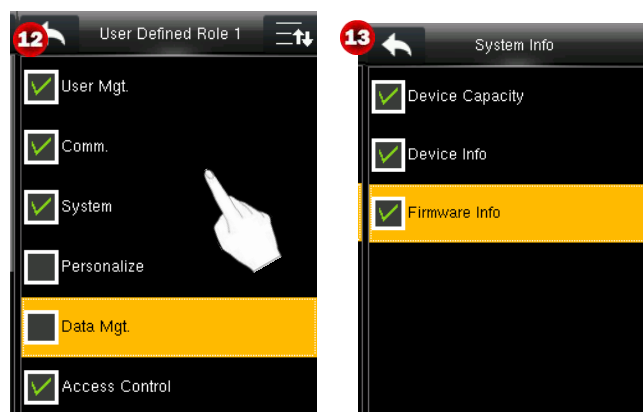 12
User Defined Role 1
User Mgt.
Comm.
System
Personalize
Data Mgt.
Access Control
13
System Info
Device Capacity
Device Info
Firmware Info